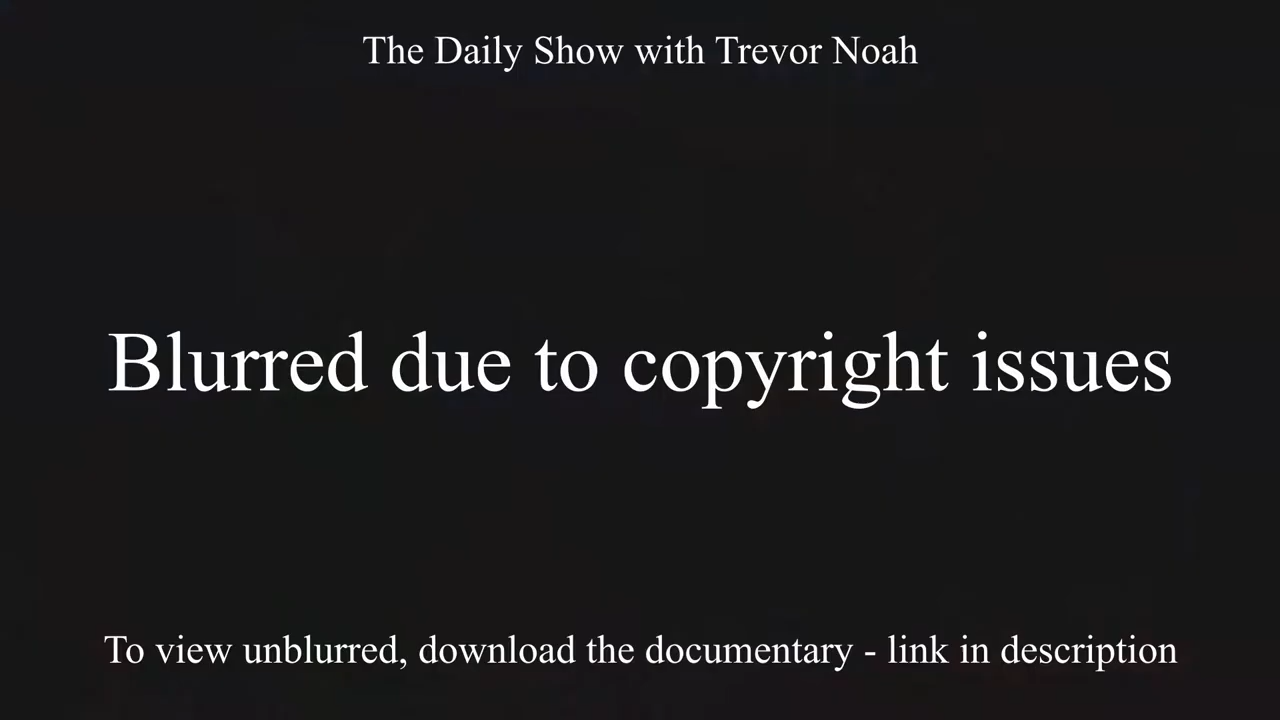 The Daily Show with Trevor Noah
Blurred due to copyright issues
To view unblurred, download the documentary - link in description